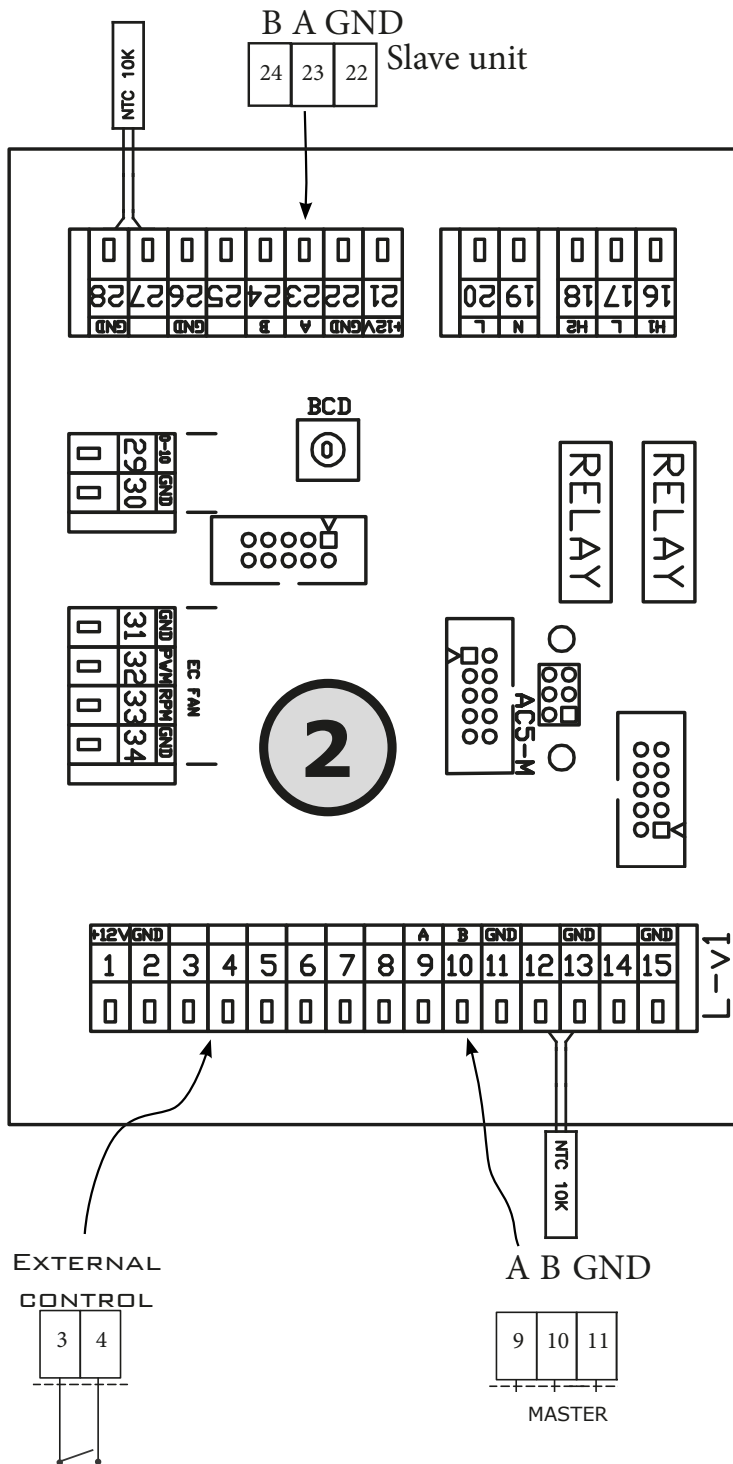 B A GND
24 23 22 Slave unit
NTC 10K
28 27 26 25 24 23 22 21
GND GND B A GND +12V
20 19 18 17 16
L N H2 L H1
BCD
0
29 0-10
30 GND
RELAY
RELAY
31 GND
32 PVM
33 RPM
34 GND
EC FAN
2
AC5-M
+12V GND A B GND GND GND
1 2 3 4 5 6 7 8 9 10 11 12 13 14 15
L-v1
NTC 10K
EXTERNAL
CONTROL
3 4
A B GND
9 10 11
MASTER